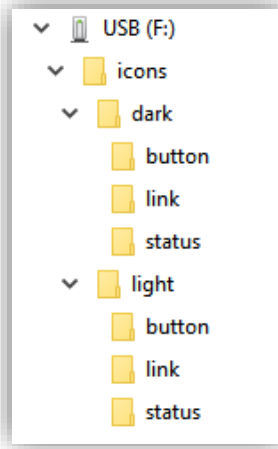 USB (F:)
icons
dark
button
link
status
light
button
link
status